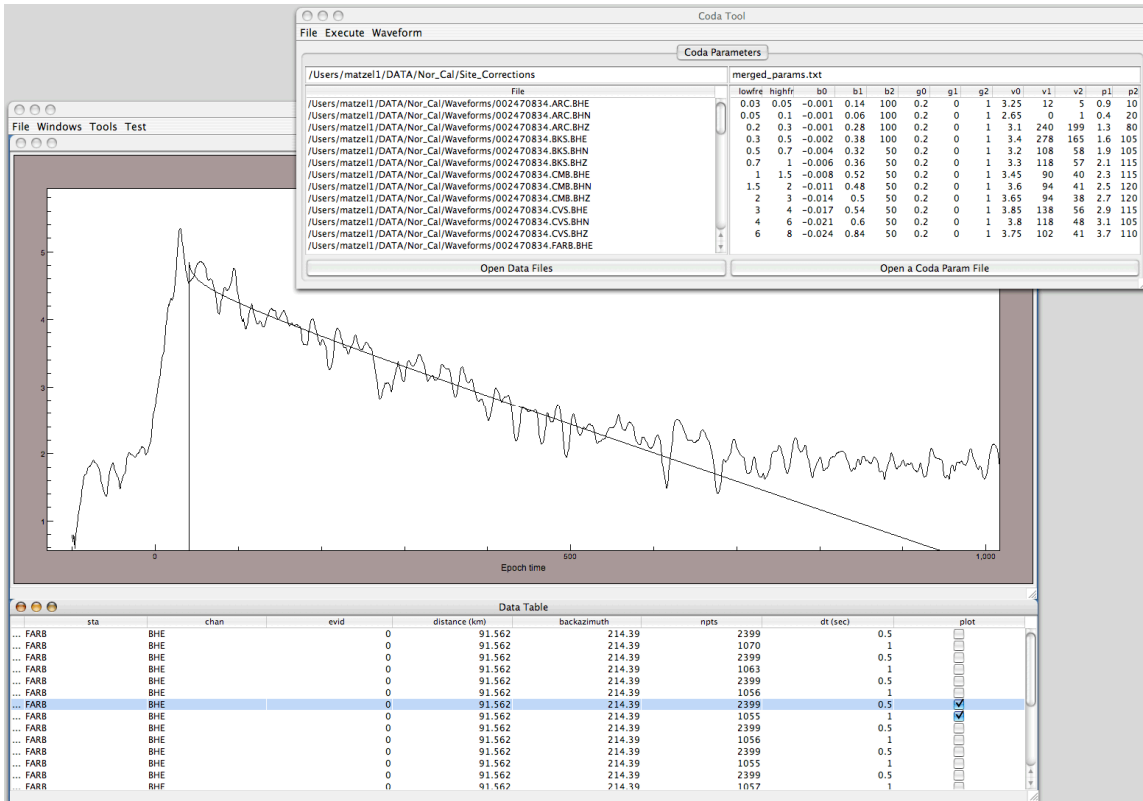 Coda Tool
File Execute Waveform
Coda Parameters
/Users/matzel1/DATA/Nor_Cal/Site_Corrections merged_params.txt
File lowfre highfr b0 b1 b2 g0 g1 g2 v0 v1 v2 p1 p2
/Users/matzel1/DATA/Nor_Cal/Waveforms/002470834.ARC.BHE 0.03 0.05 -0.001 0.14 100 0.2 0 1 3.25 12 5 0.9 10
/Users/matzel1/DATA/Nor_Cal/Waveforms/002470834.ARC.BHN 0.05 0.1 -0.001 0.06 100 0.2 0 1 2.65 0 1 0.4 20
/Users/matzel1/DATA/Nor_Cal/Waveforms/002470834.ARC.BHZ 0.2 0.3 -0.001 0.28 100 0.2 0 1 3.1 240 199 1.3 80
/Users/matzel1/DATA/Nor_Cal/Waveforms/002470834.BKS.BHE 0.3 0.5 -0.002 0.38 100 0.2 0 1 3.4 278 165 1.6 105
/Users/matzel1/DATA/Nor_Cal/Waveforms/002470834.BKS.BHN 0.5 0.7 -0.004 0.32 50 0.2 0 1 3.2 108 58 1.9 105
/Users/matzel1/DATA/Nor_Cal/Waveforms/002470834.BKS.BHZ 0.7 1 -0.006 0.36 50 0.2 0 1 3.3 118 57 2.1 115
/Users/matzel1/DATA/Nor_Cal/Waveforms/002470834.CMB.BHE 1 1.5 -0.008 0.52 50 0.2 0 1 3.45 90 40 2.3 115
/Users/matzel1/DATA/Nor_Cal/Waveforms/002470834.CMB.BHN 1.5 2 -0.011 0.48 50 0.2 0 1 3.6 94 41 2.5 120
/Users/matzel1/DATA/Nor_Cal/Waveforms/002470834.CMB.BHZ 2 3 -0.014 0.5 50 0.2 0 1 3.65 94 38 2.7 120
/Users/matzel1/DATA/Nor_Cal/Waveforms/002470834.CVS.BHE 3 4 -0.017 0.54 50 0.2 0 1 3.85 138 56 2.9 115
/Users/matzel1/DATA/Nor_Cal/Waveforms/002470834.CVS.BHN 4 6 -0.021 0.6 50 0.2 0 1 3.8 118 48 3.1 105
/Users/matzel1/DATA/Nor_Cal/Waveforms/002470834.CVS.BHZ 6 8 -0.024 0.84 50 0.2 0 1 3.75 102 41 3.7 110
/Users/matzel1/DATA/Nor_Cal/Waveforms/002470834.FARB.BHE
Open Data Files Open a Coda Param File
File Windows Tools Test
5
4
3
2
1
0 500 1,000
Epoch time
Data Table
sta chan evid distance (km) backazimuth npts dt (sec) plot
... FARB BHE 0 91.562 214.39 2399 0.5
... FARB BHE 0 91.562 214.39 1070 1
... FARB BHE 0 91.562 214.39 2399 0.5
... FARB BHE 0 91.562 214.39 1063 1
... FARB BHE 0 91.562 214.39 2399 0.5
... FARB BHE 0 91.562 214.39 1056 1
... FARB BHE 0 91.562 214.39 2399 0.5
... FARB BHE 0 91.562 214.39 1055 1
... FARB BHE 0 91.562 214.39 2399 0.5
... FARB BHE 0 91.562 214.39 1056 1
... FARB BHE 0 91.562 214.39 2399 0.5
... FARB BHE 0 91.562 214.39 1055 1
... FARB BHE 0 91.562 214.39 2399 0.5
... FARB BHE 0 91.562 214.39 1057 1